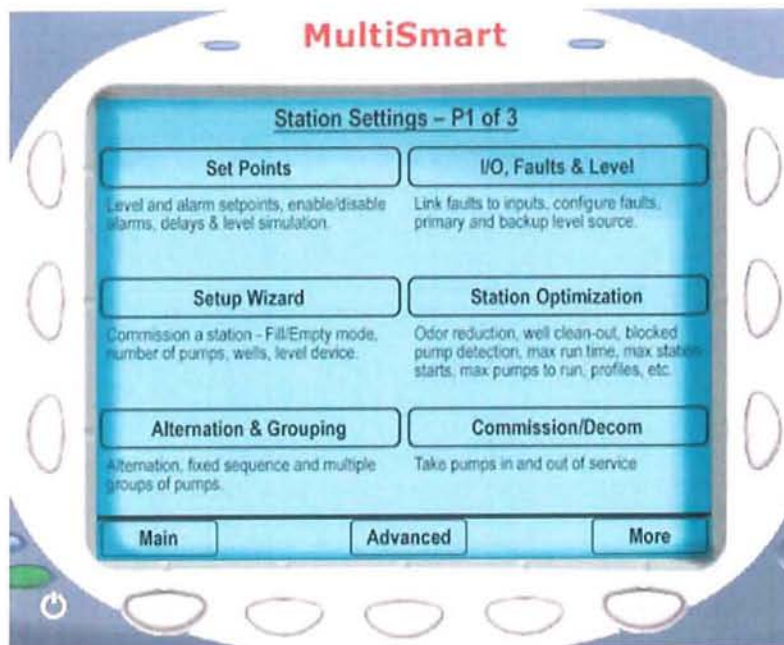 MultiSmart
Station Settings – P1 of 3
Set Points
Level and alarm setpoints, enable/disable
alarms, delays & level simulation.
I/O, Faults & Level
Link faults to inputs, configure faults,
primary and backup level source.
Setup Wizard
Commission a station - Fill/Empty mode,
number of pumps, wells, level device.
Station Optimization
Odor reduction, well clean-out, blocked
pump detection, max run time, max station
starts, max pumps to run, profiles, etc.
Alternation & Grouping
Alternation, fixed sequence and multiple
groups of pumps.
Commission/Decom
Take pumps in and out of service
Main
Advanced
More